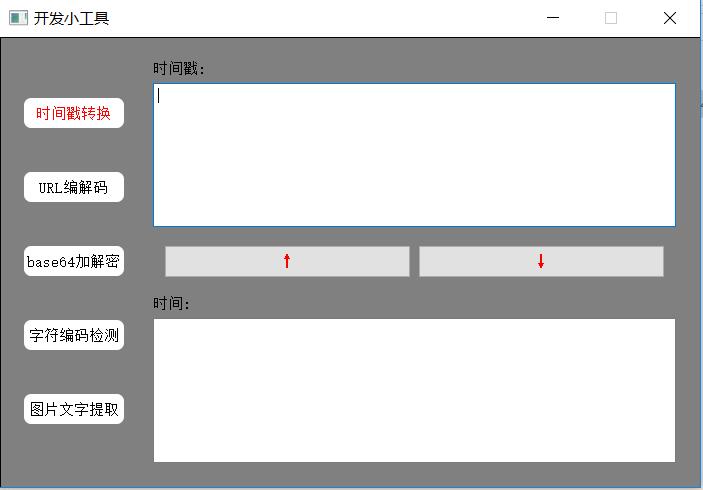 开发小工具
时间戳:
时间戳转换
URL编解码
base64加解密
↑ ↓
时间:
字符编码检测
图片文字提取